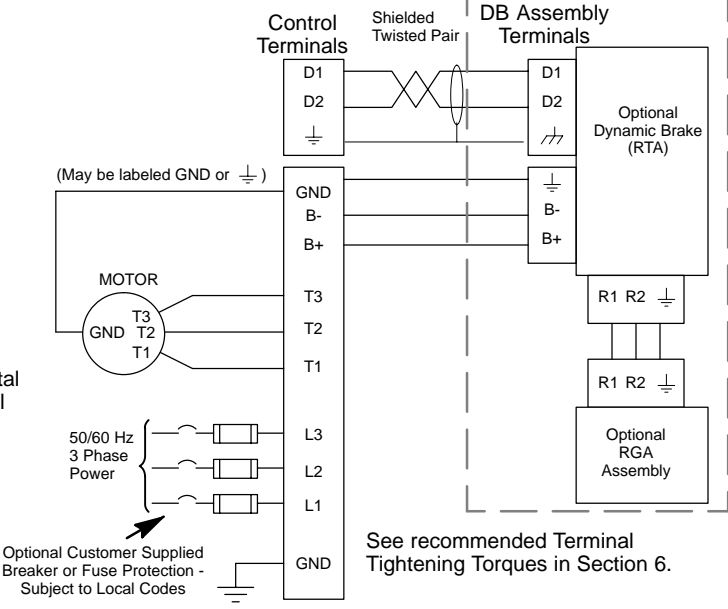 Control
Terminals
Shielded
Twisted Pair
DB Assembly
Terminals
D1
D2
D1
D2
Optional
Dynamic Brake
(RTA)
(May be labeled GND or ⏚ )
GND
B-
B+
B-
B+
MOTOR
T3
GND T2
T1
T3
T2
T1
R1 R2
R1 R2
Optional
RGA
Assembly
tal
l
50/60 Hz
3 Phase
Power
L3
L2
L1
GND
Optional Customer Supplied
Breaker or Fuse Protection -
Subject to Local Codes
See recommended Terminal
Tightening Torques in Section 6.